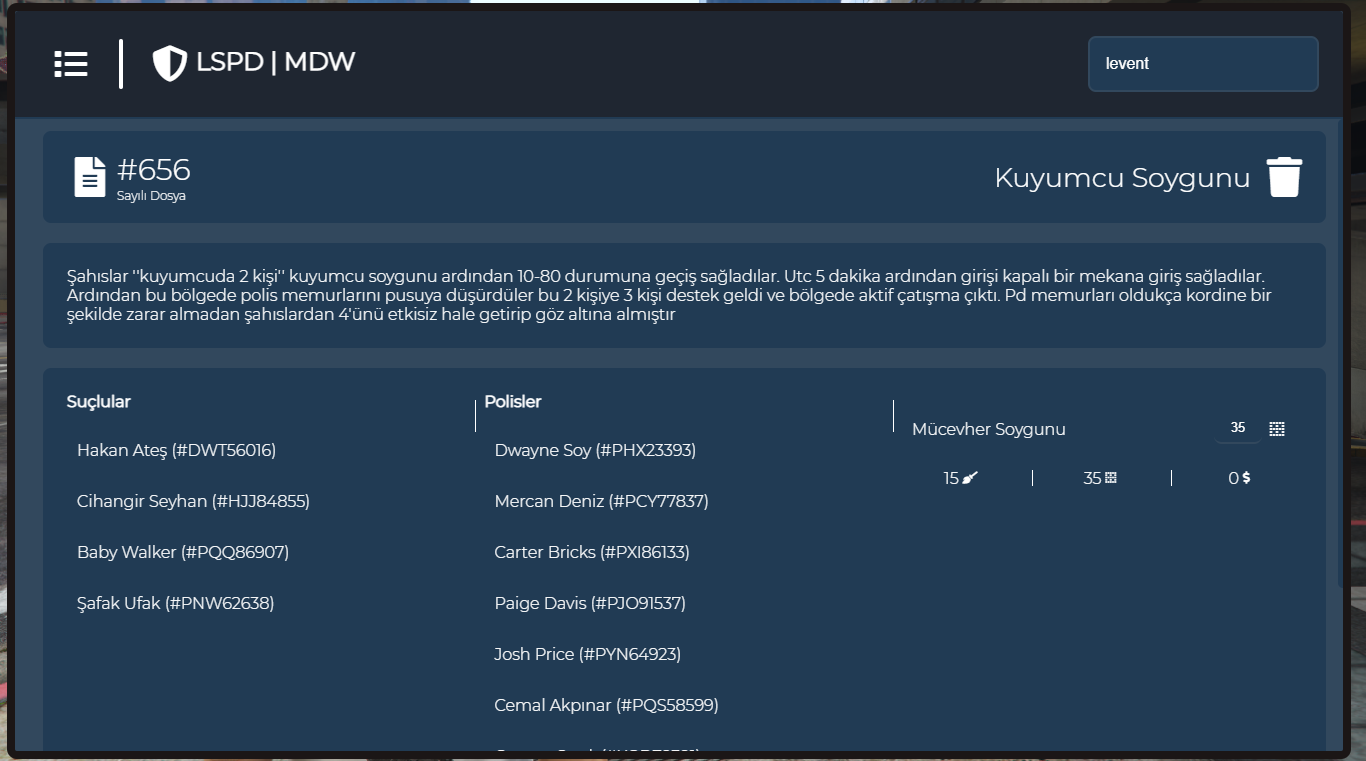 LSPD | MDW
levent
#656
Sayılı Dosya
Kuyumcu Soygunu
Şahıslar ''kuyumcuda 2 kişi'' kuyumcu soygunu ardından 10-80 durumuna geçiş sağladılar. Utc 5 dakika ardından girişi kapalı bir mekana giriş sağladılar.
Ardından bu bölgede polis memurlarını pusuya düşürdüler bu 2 kişiye 3 kişi destek geldi ve bölgede aktif çatışma çıktı. Pd memurları oldukça kordine bir
şekilde zarar almadan şahıslardan 4'ünü etkisiz hale getirip göz altına almıştır
Suçlular
Hakan Ateş (#DWT56016)
Cihangir Seyhan (#HJJ84855)
Baby Walker (#PQQ86907)
Şafak Ufak (#PNW62638)
Polisler
Dwayne Soy (#PHX23393)
Mercan Deniz (#PCY77837)
Carter Bricks (#PXI86133)
Paige Davis (#PJO91537)
Josh Price (#PYN64923)
Cemal Akpınar (#PQS58599)
Mücevher Soygunu 35
15 35 0 $